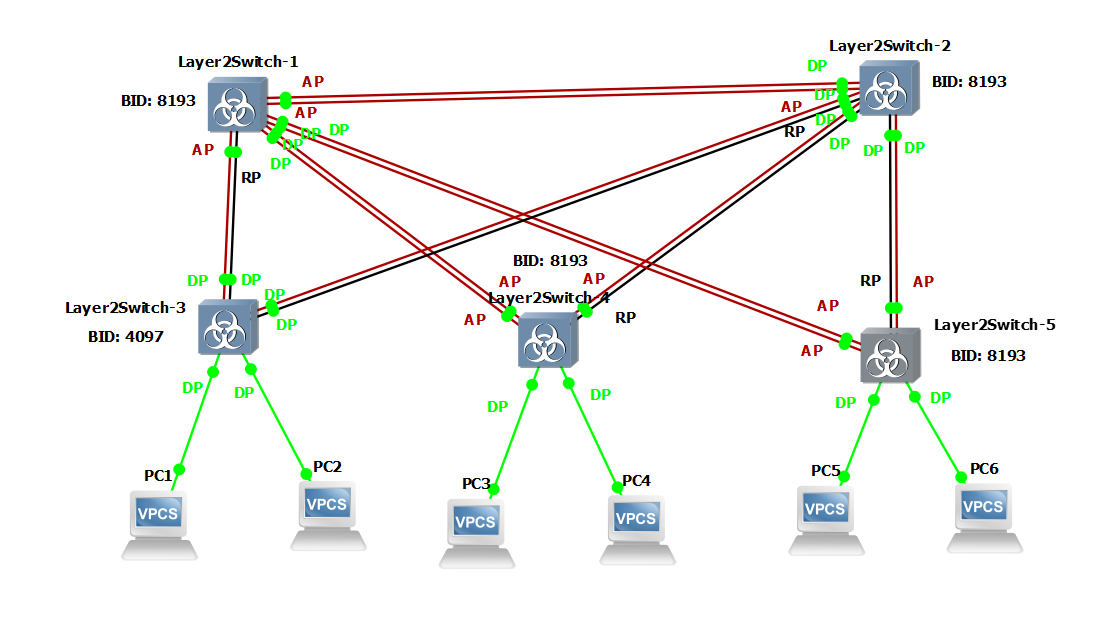 Layer2Switch-2
Layer2Switch-1
DP
AP
BID: 8193
BID: 8193
DP
AP
AP
DP
DP
DP
RP
DP
DP
DP
DP
DP
AP
RP
BID: 8193
DP
DP
AP
AP
RP
AP
DP
Layer2Switch-4
Layer2Switch-3
AP
DP
AP
RP
Layer2Switch-5
BID: 4097
AP
BID: 8193
DP
DP
DP
DP
DP
DP
PC1
PC2
PC3
PC4
PC5
PC6
VPCS
VPCS
VPCS
VPCS
VPCS
VPCS